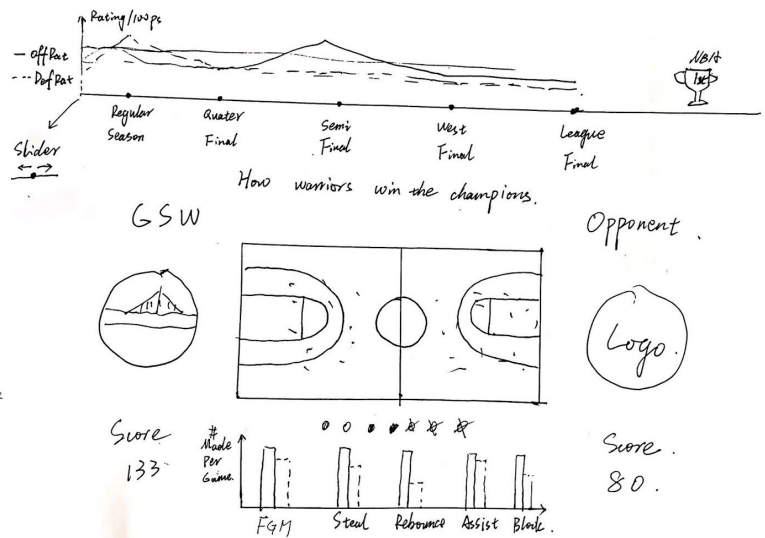 Rating/100ps
offRat
DefRat
NBA
1st
Regular
Season
Quater
Final
Semi
Final
West
Final
League
Final
Slider
How warriors win the champions.
GSW
Opponent.
Logo.
Score
133
#
Made
Per
Game.
Score.
80.
FGM
Steal
Rebounce
Assist
Block.